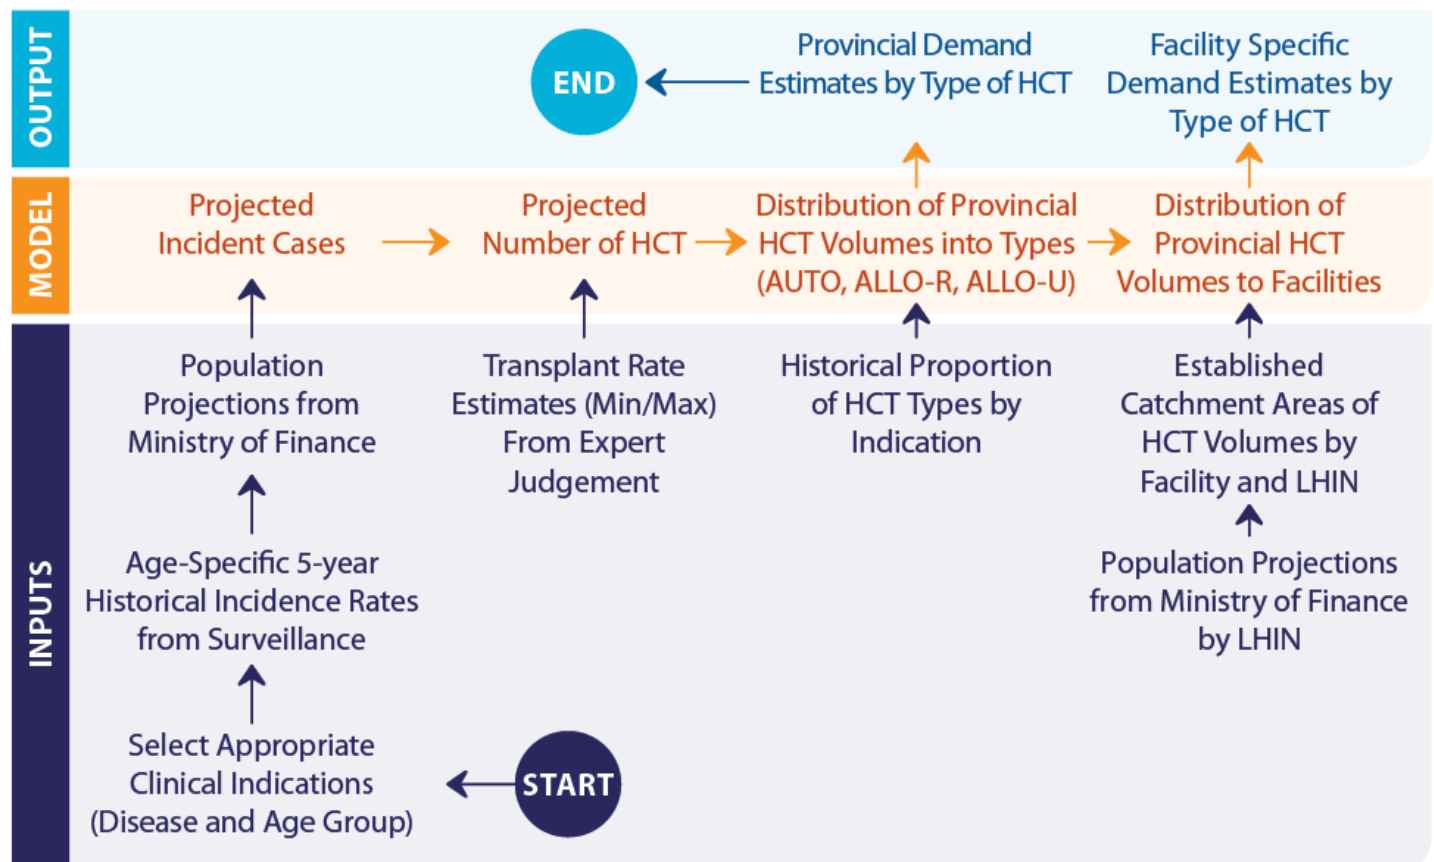 OUTPUT
END
Provincial Demand
Estimates by Type of HCT
Facility Specific
Demand Estimates by
Type of HCT
MODEL
Projected
Incident Cases
Projected
Number of HCT
Distribution of Provincial
HCT Volumes into Types
(AUTO, ALLO-R, ALLO-U)
Distribution of
Provincial HCT
Volumes to Facilities
INPUTS
Population
Projections from
Ministry of Finance
Transplant Rate
Estimates (Min/Max)
From Expert
Judgement
Historical Proportion
of HCT Types by
Indication
Established
Catchment Areas of
HCT Volumes by
Facility and LHIN
Age-Specific 5-year
Historical Incidence Rates
from Surveillance
Population Projections
from Ministry of Finance
by LHIN
Select Appropriate
Clinical Indications
(Disease and Age Group)
START